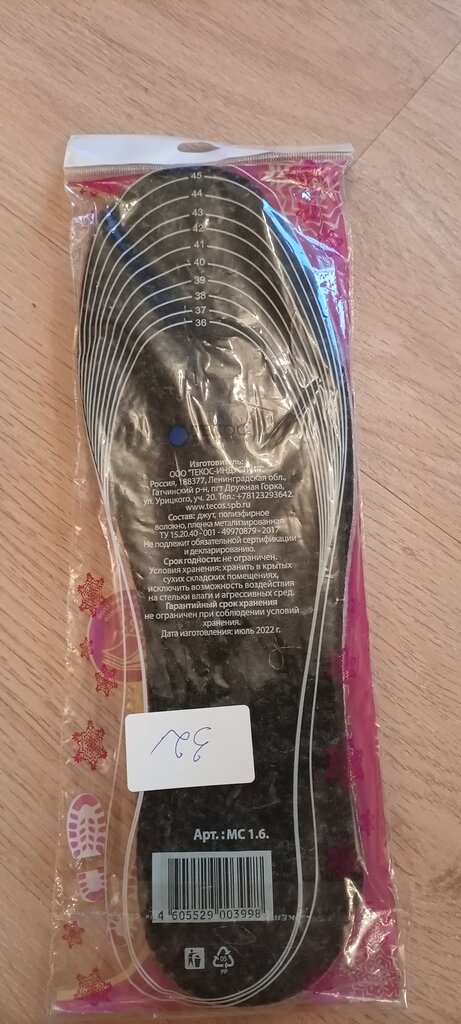 45
44
43
42
41
40
39
38
37
36
Изготовитель:
ООО "ТЕКОС-ИНДУСТРИЯ".
Россия, 188377, Ленинградская обл.,
Гатчинский р-н, пгт Дружная Горка,
ул. Урицкого, уч. 20. Тел.: +78123293642.
www.tecos.spb.ru
Состав: джут, полиэфирное
волокно, пленка метализированная
ТУ 15.20.40 - 001 - 49970879 - 2017
Не подлежит обязательной сертификации
и декларированию.
Срок годности: не ограничен.
Условия хранения: хранить в крытых
сухих складских помещениях,
исключить возможность воздействия
на стельки влаги и агрессивных сред.
Гарантийный срок хранения
не ограничен при соблюдении условий
хранения.
Дата изготовления: июль 2022 г.
Арт.: МС 1.6.
4 605529 003998
05
PP